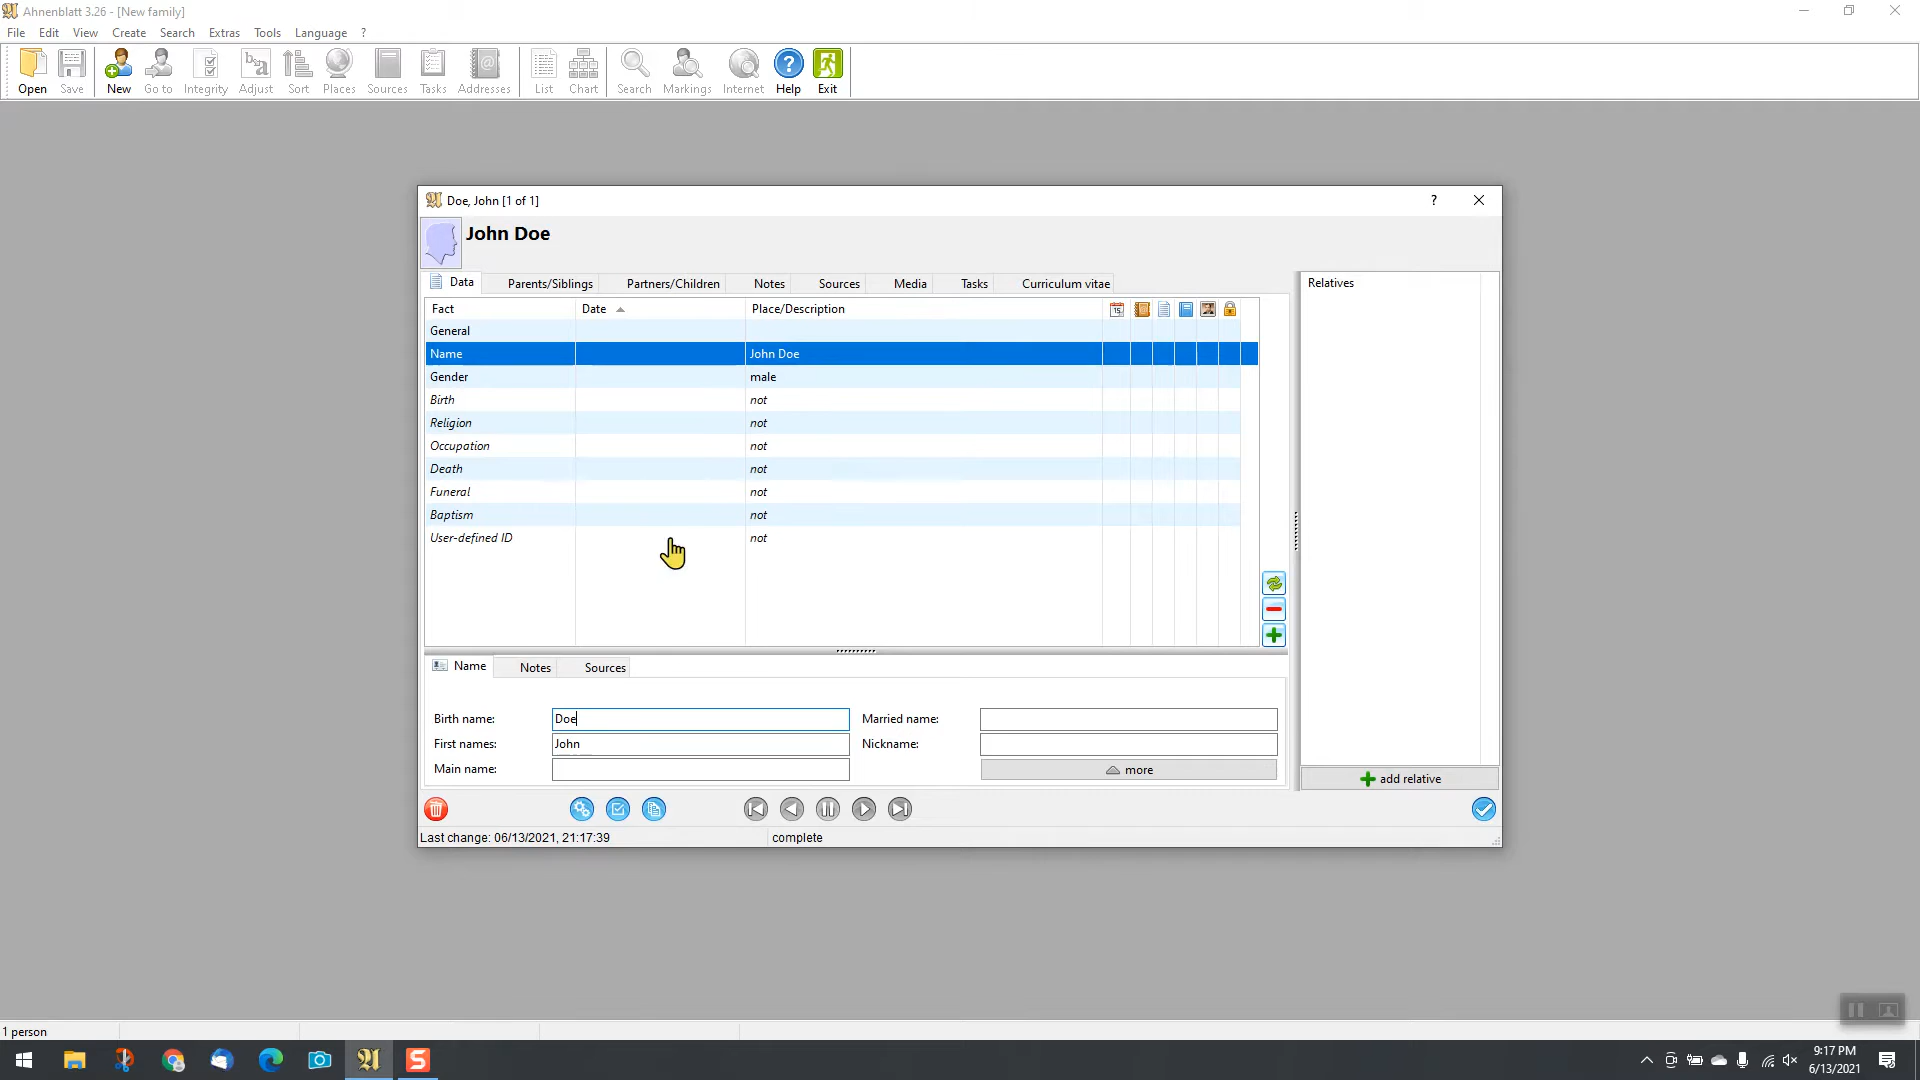 Ahnenblatt 3.26 - [New family]
File Edit View Create Search Extras Tools Language ?
Open Save New Go to Integrity Adjust Sort Places Sources Tasks Addresses List Chart Search Markings Internet Help Exit
Doe, John [1 of 1] ?
John Doe
Data Parents/Siblings Partners/Children Notes Sources Media Tasks Curriculum vitae
Relatives
Fact Date Place/Description
General
Name John Doe
Gender male
Birth not
Religion not
Occupation not
Death not
Funeral not
Baptism not
User-defined ID not
Name Notes Sources
Birth name: Doe Married name:
First names: John Nickname:
Main name: more
add relative
Last change: 06/13/2021, 21:17:39 complete
1 person
9:17 PM
6/13/2021